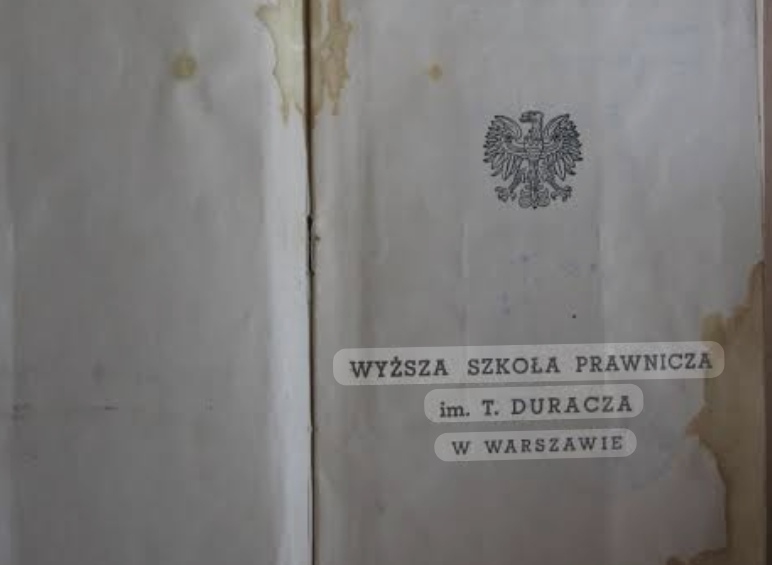 WYŻSZA SZKOŁA PRAWNICZA
im. T. DURACZA
W WARSZAWIE